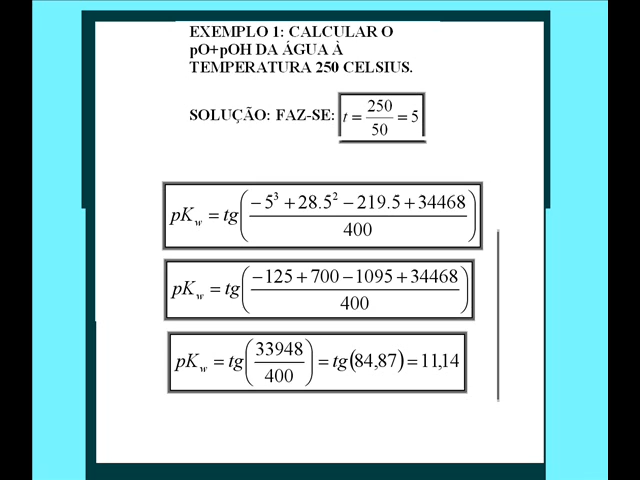 EXEMPLO 1: CALCULAR O
pO+pOH DA ÁGUA À
TEMPERATURA 250 CELSIUS.
SOLUÇÃO: FAZ-SE: t = 250/50 = 5
pK_w = tg((−5³ + 28.5² − 219.5 + 34468)/400)
pK_w = tg((−125 + 700 − 1095 + 34468)/400)
pK_w = tg(33948/400) = tg(84,87) = 11,14